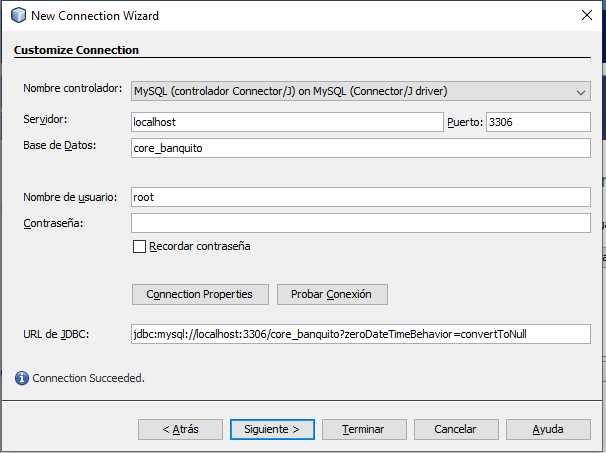 New Connection Wizard
Customize Connection
Nombre controlador: MySQL (controlador Connector/J) on MySQL (Connector/J driver)
Servidor: localhost Puerto: 3306
Base de Datos: core_banquito
Nombre de usuario: root
Contraseña:
Recordar contraseña
Connection Properties Probar Conexión
URL de JDBC: jdbc:mysql://localhost:3306/core_banquito?zeroDateTimeBehavior=convertToNull
Connection Succeeded.
< Atrás Siguiente > Terminar Cancelar Ayuda